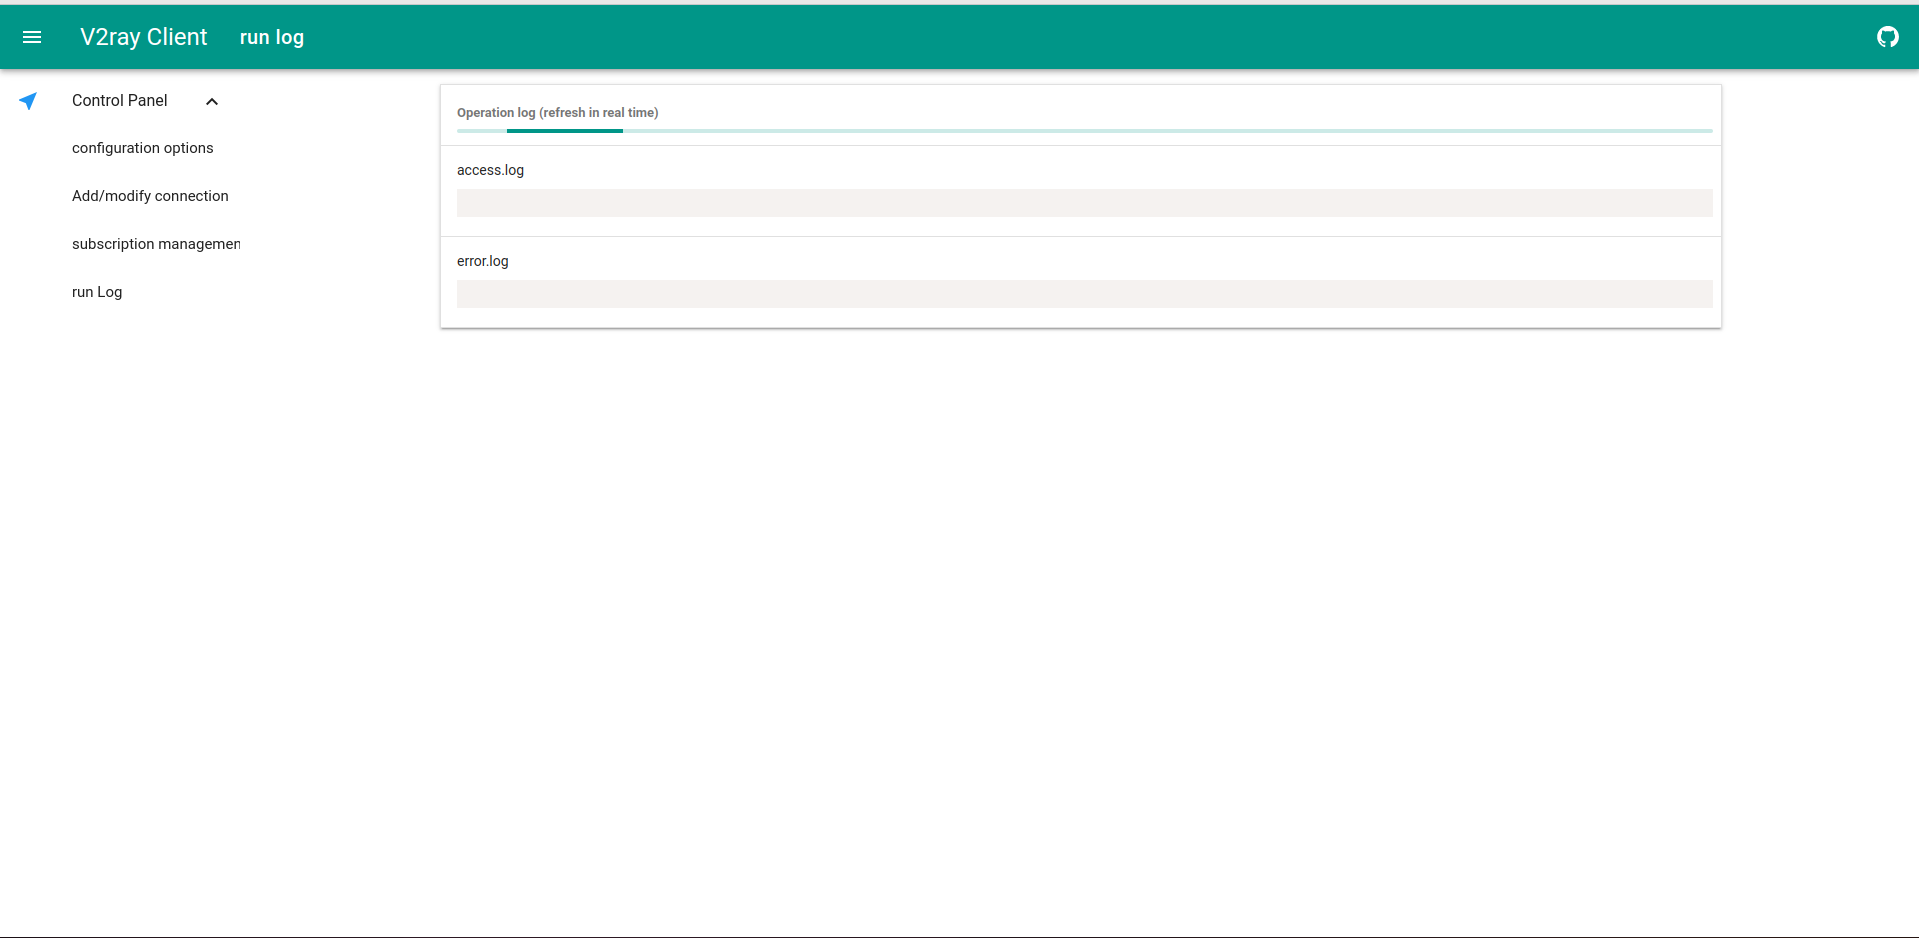 V2ray Client run log
Control Panel
configuration options
Add/modify connection
subscription managemen
run Log
Operation log (refresh in real time)
access.log
error.log